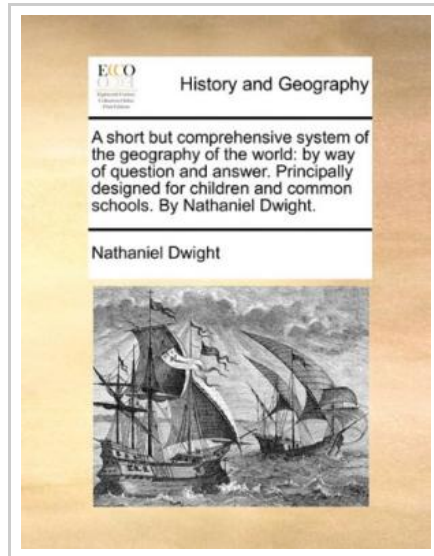 ECCO
History and Geography
A short but comprehensive system of
the geography of the world: by way
of question and answer. Principally
designed for children and common
schools. By Nathaniel Dwight.
Nathaniel Dwight